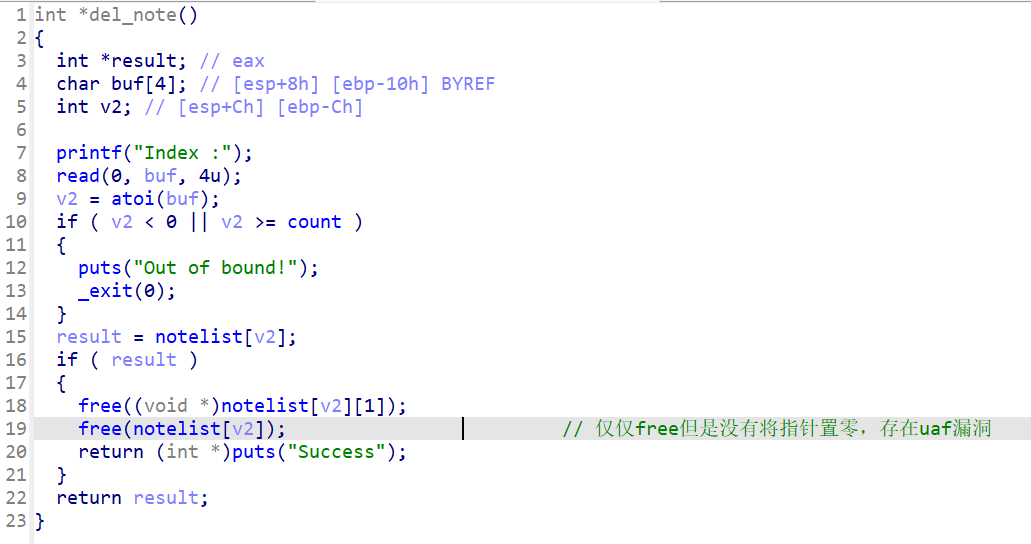 1 int *del_note()
2 {
3   int *result; // eax
4   char buf[4]; // [esp+8h] [ebp-10h] BYREF
5   int v2; // [esp+Ch] [ebp-Ch]
6
7   printf("Index :");
8   read(0, buf, 4u);
9   v2 = atoi(buf);
10   if ( v2 < 0 || v2 >= count )
11   {
12     puts("Out of bound!");
13     _exit(0);
14   }
15   result = notelist[v2];
16   if ( result )
17   {
18     free((void *)notelist[v2][1]);
19     free(notelist[v2]);                // 仅仅free但是没有将指针置零，存在uaf漏洞
20     return (int *)puts("Success");
21   }
22   return result;
23 }